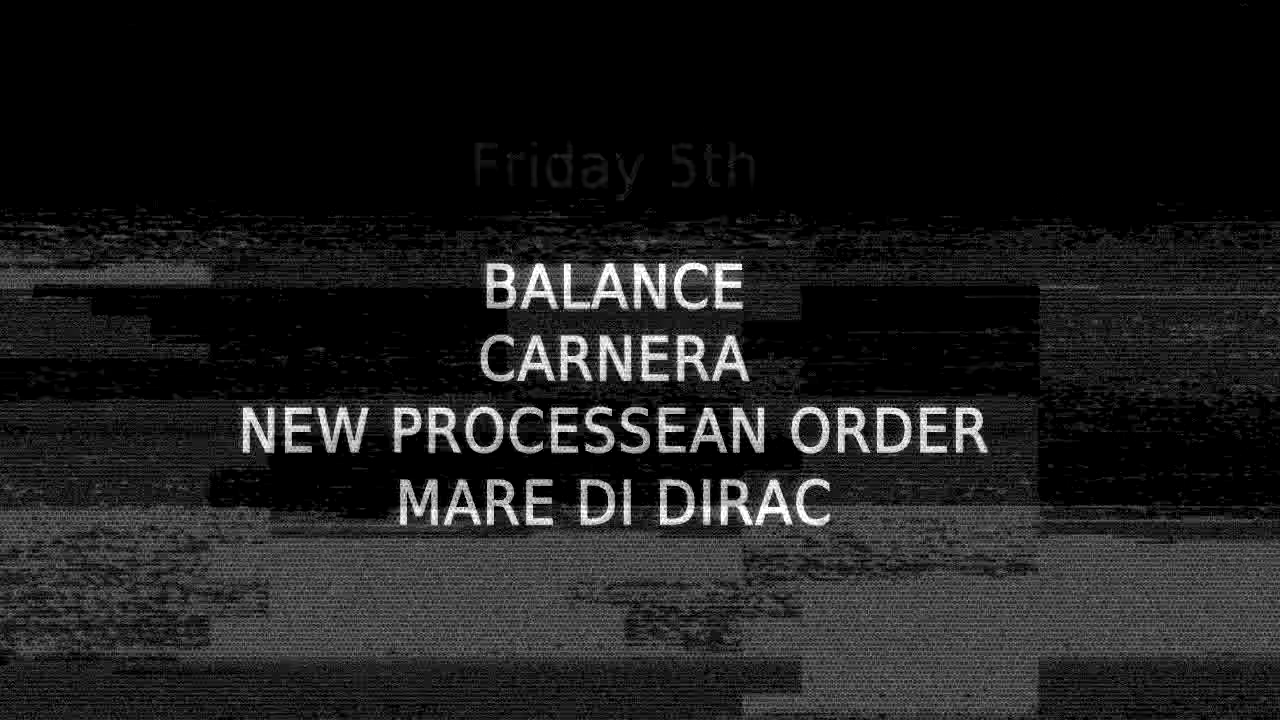 Friday 5th
BALANCE
CARNERA
NEW PROCESSEAN ORDER
MARE DI DIRAC